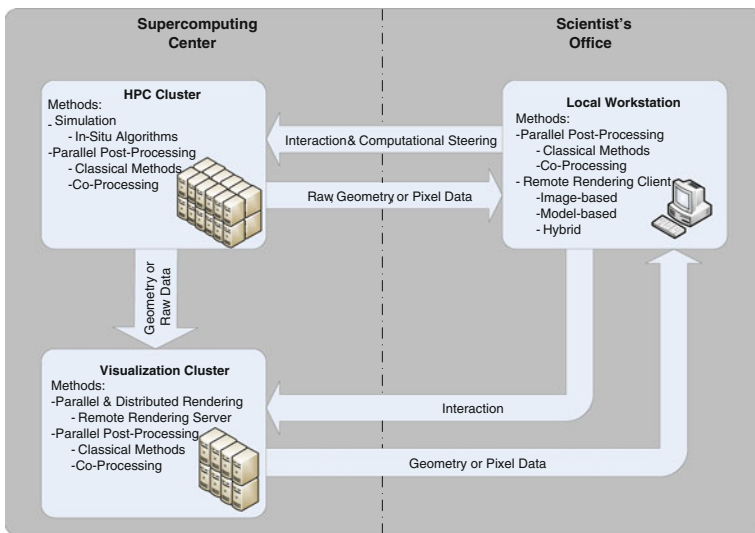 Supercomputing
Center
Scientist's
Office
HPC Cluster
Methods:
- Simulation
- In-Situ Algorithms
-Parallel Post-Processing
- Classical Methods
-Co-Processing
Interaction& Computational Steering
Raw, Geometry, or Pixel Data
Local Workstation
Methods:
-Parallel Post-Processing
- Classical Methods
- Co-Processing
- Remote Rendering Client
-Image-based
-Model-based
- Hybrid
Geometry or
Raw Data
Visualization Cluster
Methods:
-Parallel & Distributed Rendering
- Remote Rendering Server
-Parallel Post-Processing
- Classical Methods
-Co-Processing
Interaction
Geometry or Pixel Data